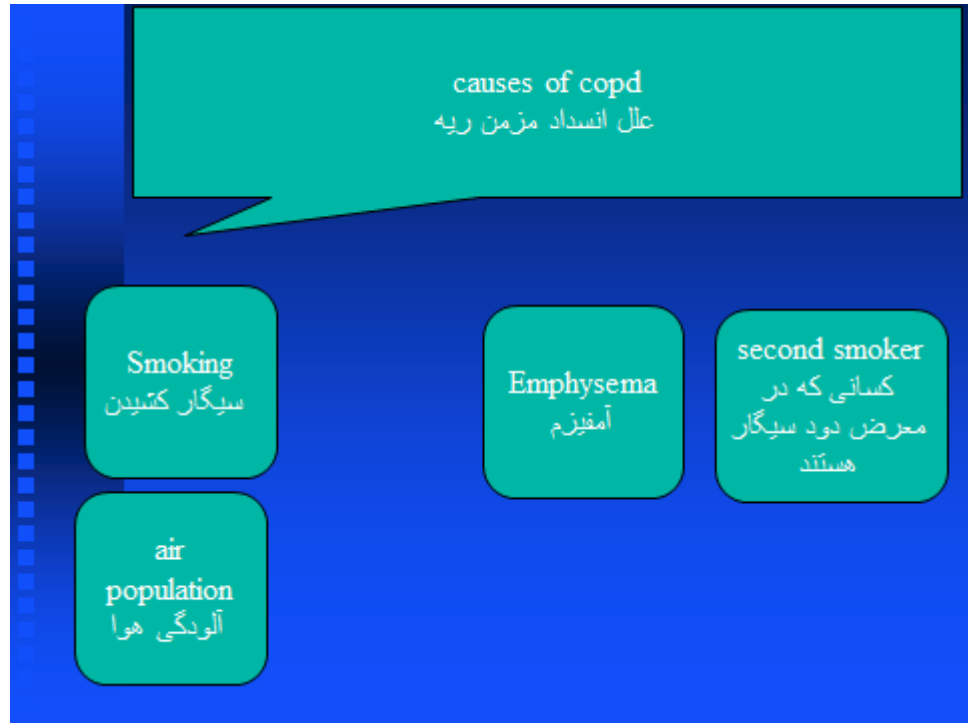 causes of copd
علل انسداد مزمن ریه
Smoking
سیگار کشیدن
Emphysema
آمفیزم
second smoker
کسانی که در
معرض دود سیگار
هستند
air
population
آلودگی هوا